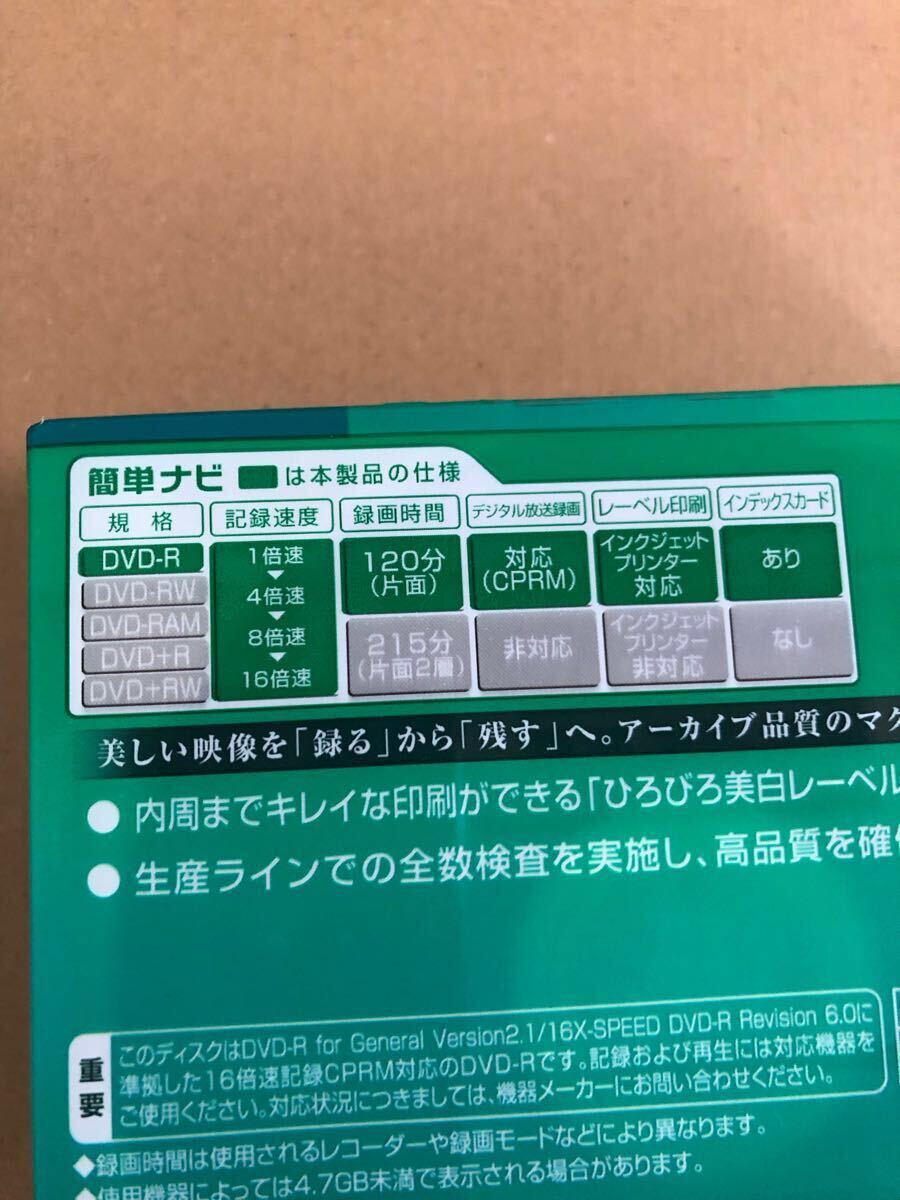 簡単ナビ は本製品の仕様
規格 記録速度 録画時間 デジタル放送録画 レーベル印刷 インデックスカード
DVD-R
DVD-RW
DVD-RAM
DVD+R
DVD+RW
1倍速
4倍速
8倍速
16倍速
120分
(片面)
215分
(片面2層)
対応
(CPRM)
非対応
インクジェット
プリンター
対応
インクジェット
プリンター
非対応
あり
なし
美しい映像を「録る」から「残す」へ。アーカイブ品質のマク
● 内周までキレイな印刷ができる「ひろびろ美白レーベル
● 生産ラインでの全数検査を実施し、高品質を確
重要
このディスクはDVD-R for General Version2.1/16X-SPEED DVD-R Revision 6.0に
準拠した16倍速記録CPRM対応のDVD-Rです。記録および再生には対応機器を
ご使用ください。対応状況につきましては、機器メーカーにお問い合わせください。
◆録画時間は使用されるレコーダーや録画モードなどにより異なります。
◆使用機器によっては4.7GB未満で表示される場合があります。